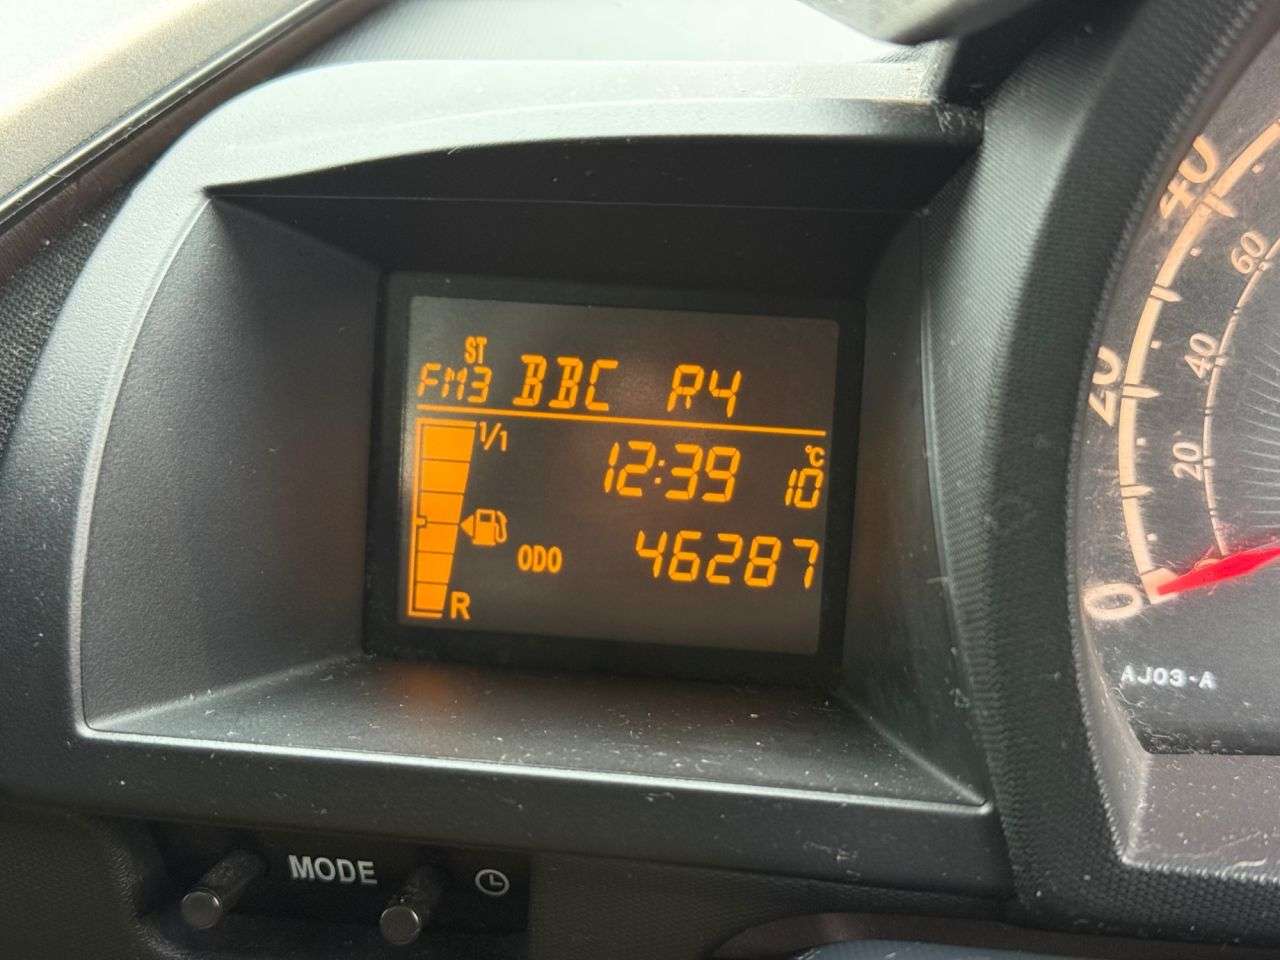 ST
FM3 BBC R4
1/1
12:39 10 °C
ODO 46287
R
MODE
40
20
0
60
40
20
AJ03-A